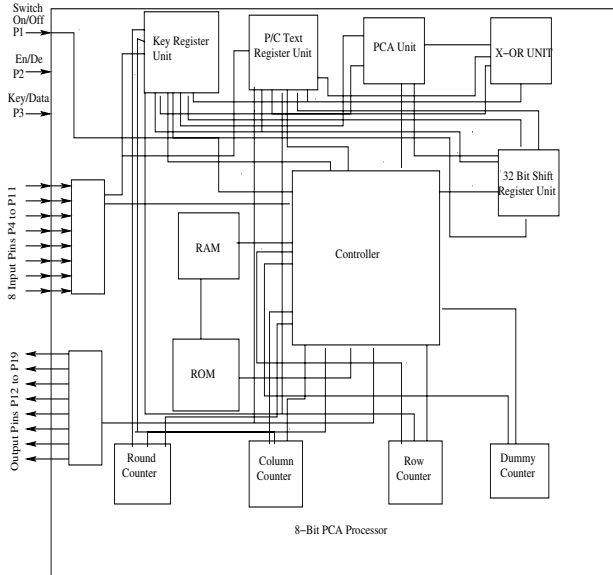 Switch
On/Off
P1
En/De
P2
Key/Data
P3
Key Register
Unit
P/C Text
Register Unit
PCA Unit
X-OR UNIT
32 Bit Shift
Register Unit
8 Input Pins P4 to P11
RAM
Controller
ROM
Output Pins P12 to P19
Round
Counter
Column
Counter
Row
Counter
Dummy
Counter
8-Bit PCA Processor